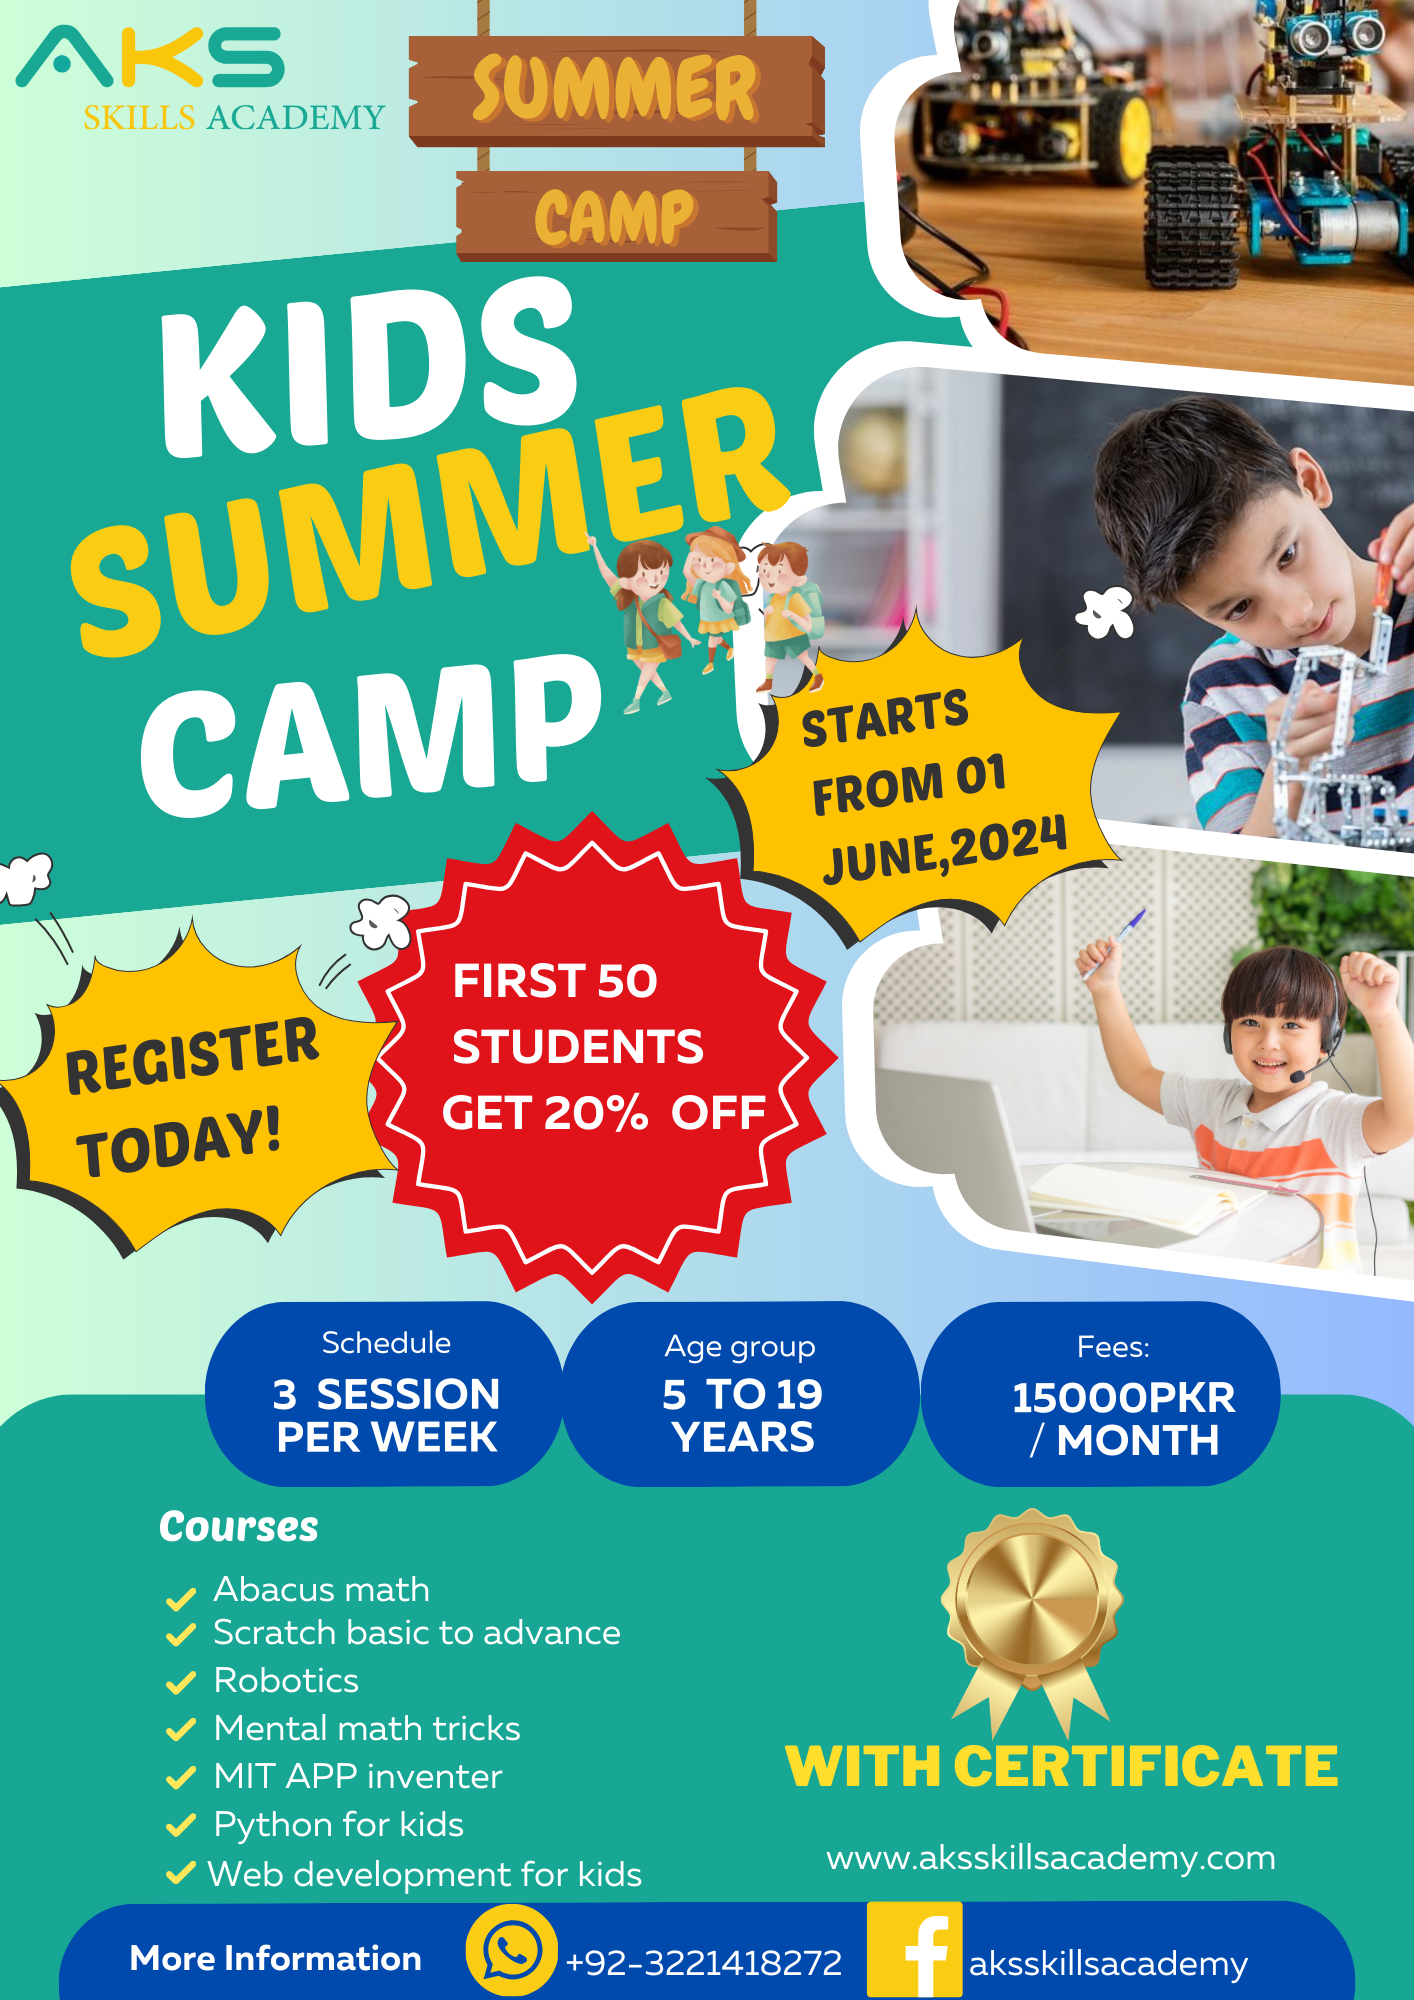 AKS
SKILLS ACADEMY
SUMMER
CAMP
KIDS
SUMMER
CAMP
STARTS
FROM 01
JUNE,2024
REGISTER
TODAY!
FIRST 50
STUDENTS
GET 20% OFF
Schedule
3 SESSION
PER WEEK
Age group
5 TO 19
YEARS
Fees:
15000PKR
/ MONTH
Courses
Abacus math
Scratch basic to advance
Robotics
Mental math tricks
MIT APP inventer
Python for kids
Web development for kids
WITH CERTIFICATE
www.aksskillsacademy.com
More Information
+92-3221418272
aksskillsacademy